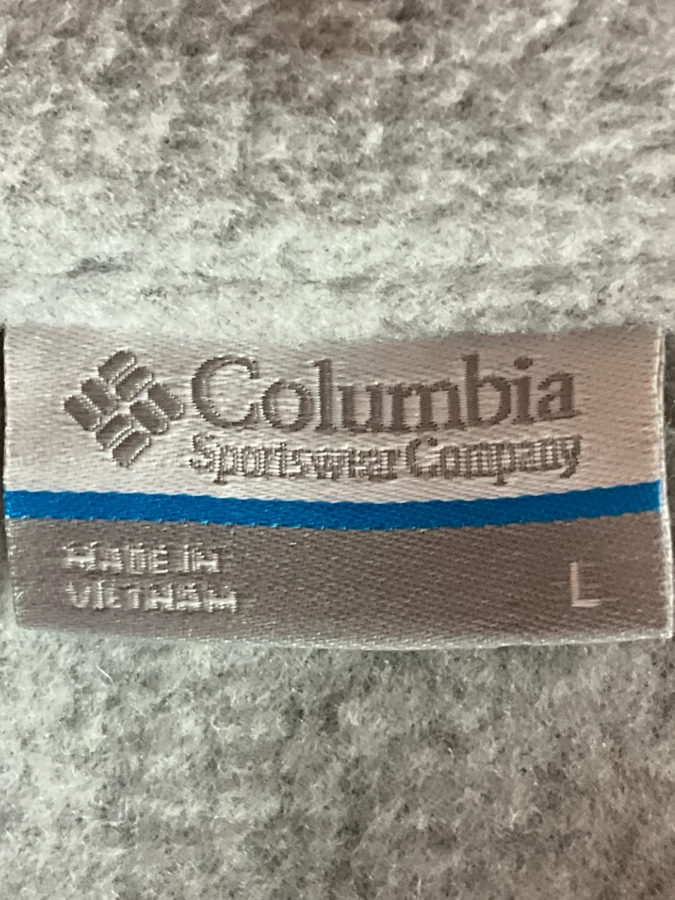 Columbia
Sportswear Company
MADE IN
VIETNAM
L